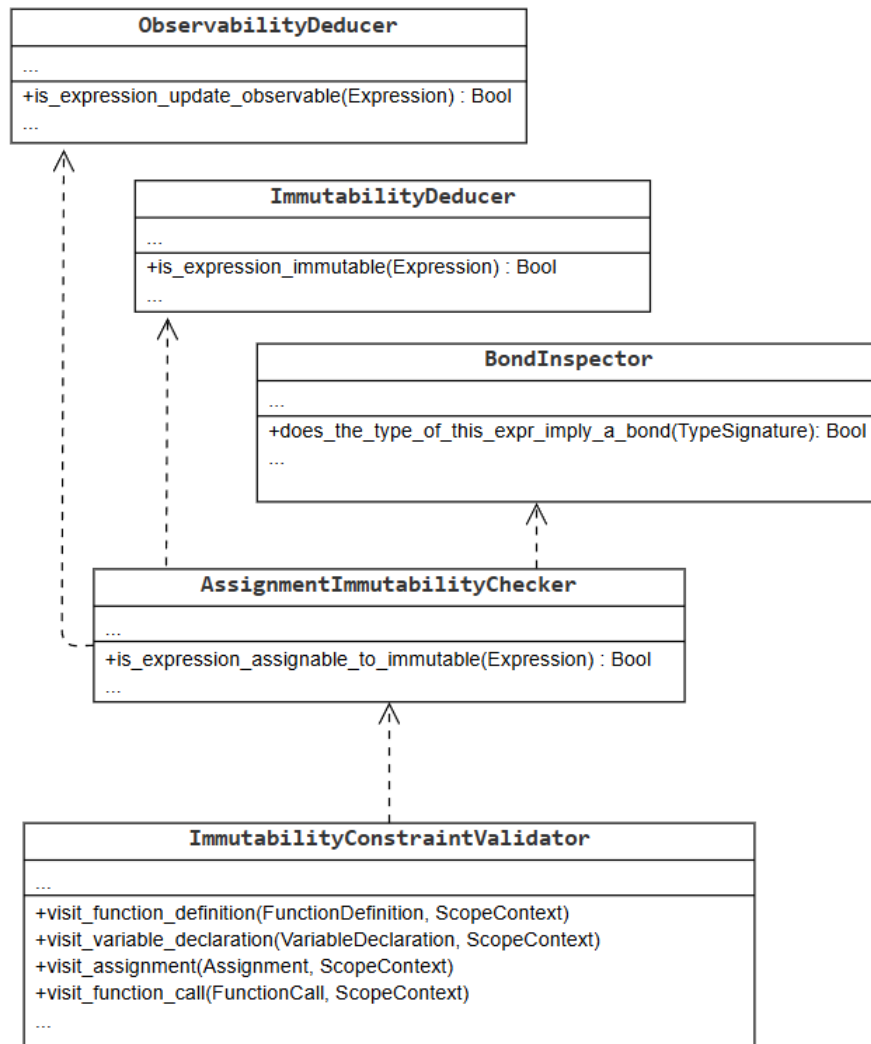 ObservabilityDeducer
...
+is_expression_update_observable(Expression) : Bool
...
ImmutabilityDeducer
...
+is_expression_immutable(Expression) : Bool
...
BondInspector
...
+does_the_type_of_this_expr_imply_a_bond(TypeSignature): Bool
...
AssignmentImmutabilityChecker
...
+is_expression_assignable_to_immutable(Expression) : Bool
...
ImmutabilityConstraintValidator
...
+visit_function_definition(FunctionDefinition, ScopeContext)
+visit_variable_declaration(VariableDeclaration, ScopeContext)
+visit_assignment(Assignment, ScopeContext)
+visit_function_call(FunctionCall, ScopeContext)
...